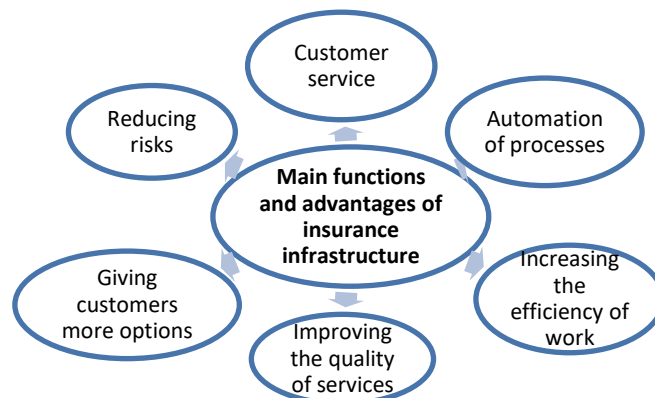 Customer
service
Reducing
risks
Automation
of processes
Main functions
and advantages of
insurance
infrastructure
Giving
customers
more options
Increasing
the
efficiency of
work
Improving
the quality
of services